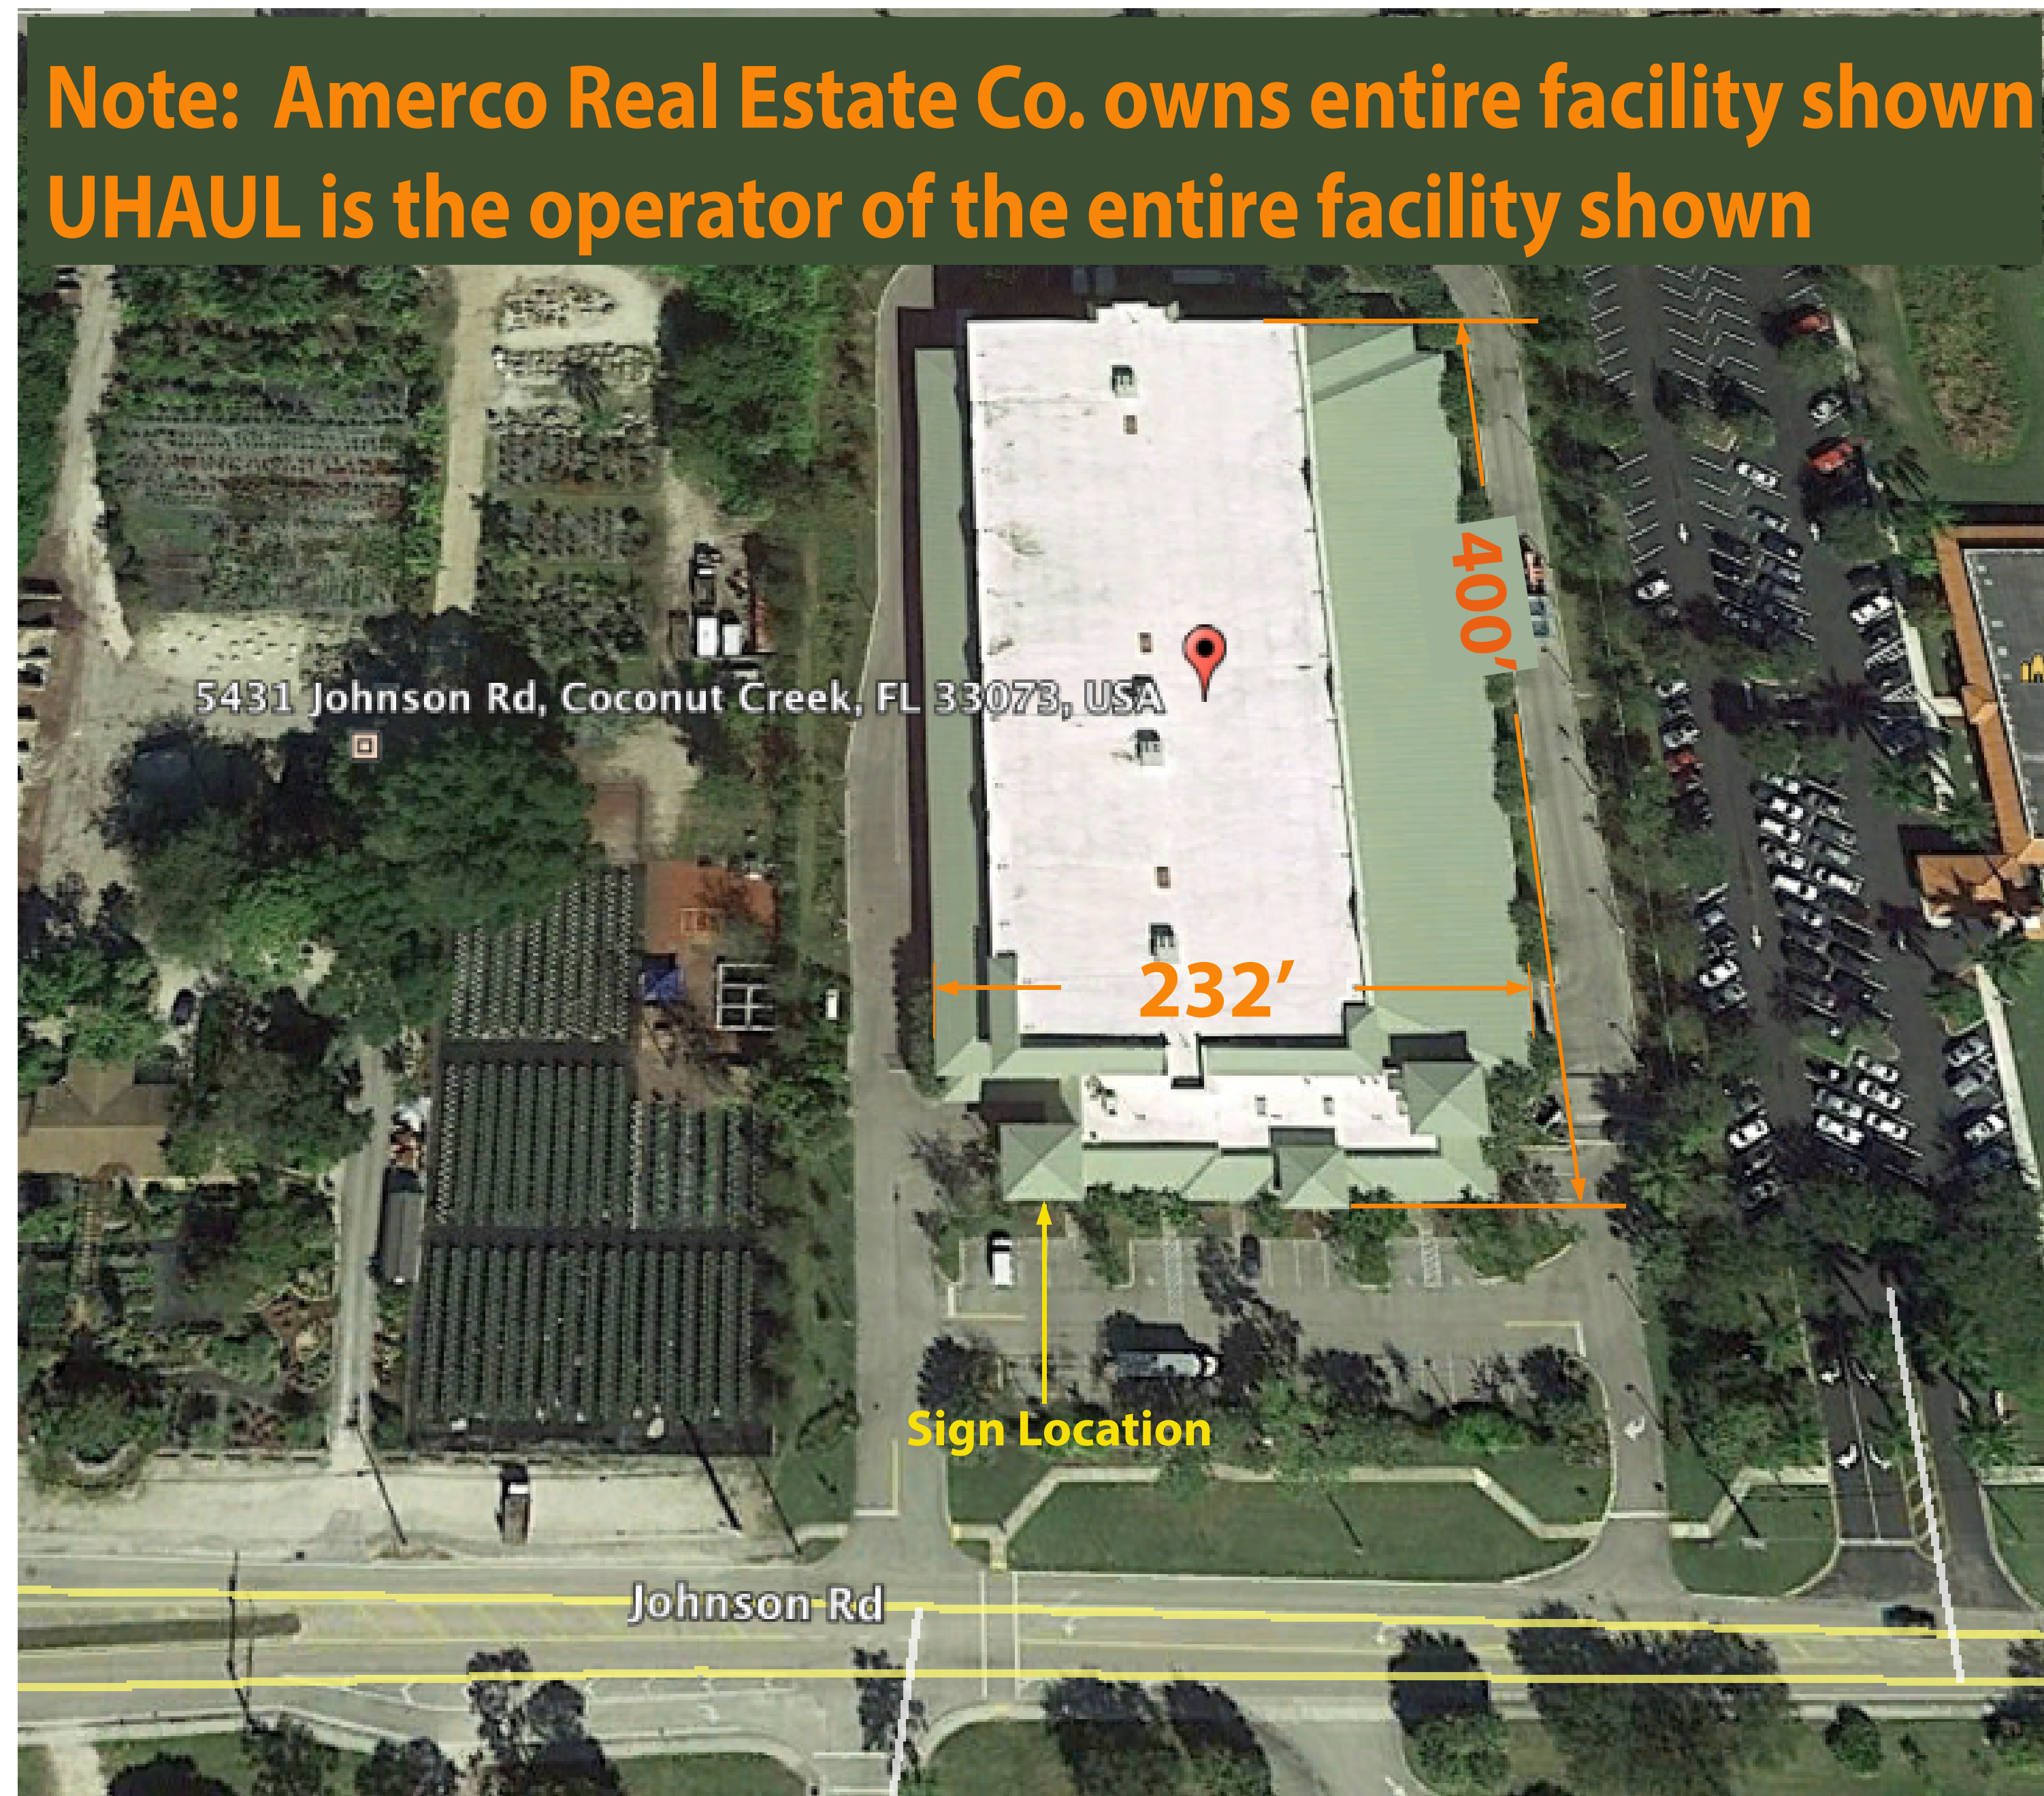 Note: Amerco Real Estate Co. owns entire facility shown
UHAUL is the operator of the entire facility shown
400’
5431 Johnson Rd, Coconut Creek, FL 33073, USA
232’
Sign Location
Johnson Rd